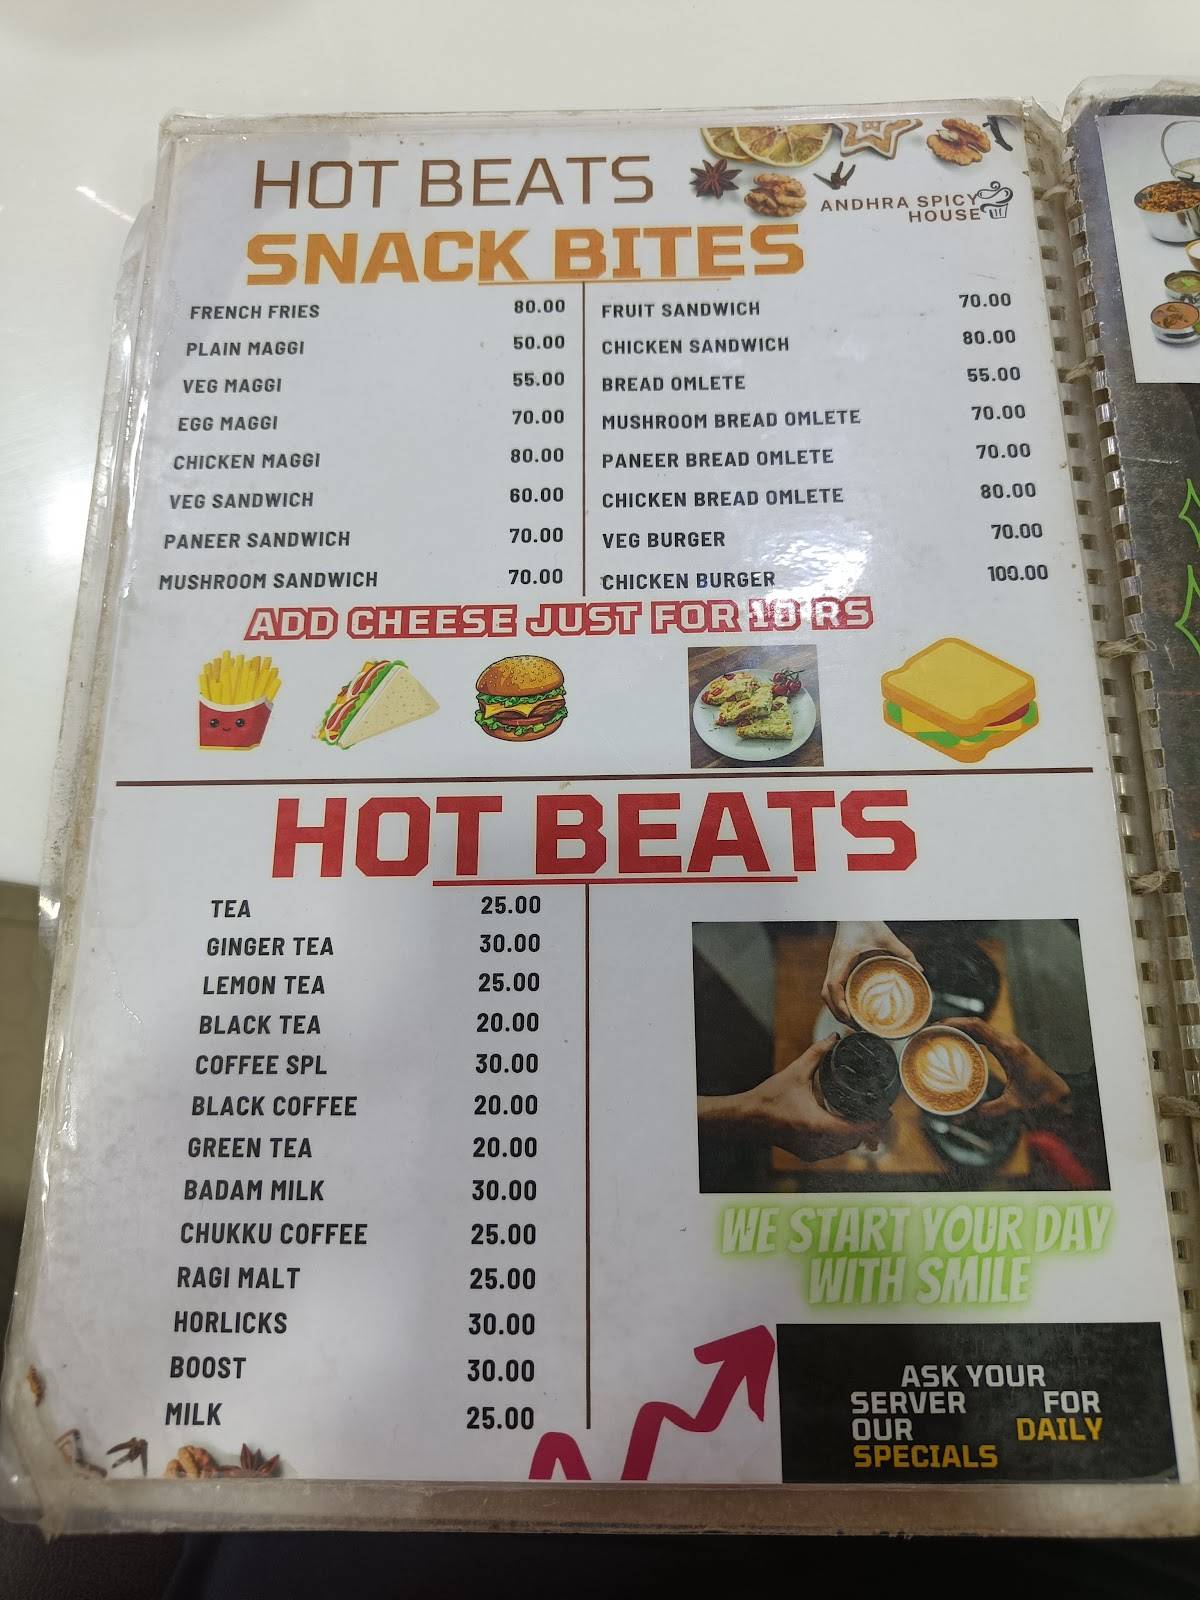 HOT BEATS
ANDHRA SPICY
HOUSE
SNACK BITES
FRENCH FRIES 80.00
PLAIN MAGGI 50.00
VEG MAGGI 55.00
EGG MAGGI 70.00
CHICKEN MAGGI 80.00
VEG SANDWICH 60.00
PANEER SANDWICH 70.00
MUSHROOM SANDWICH 70.00
FRUIT SANDWICH 70.00
CHICKEN SANDWICH 80.00
BREAD OMLETE 55.00
MUSHROOM BREAD OMLETE 70.00
PANEER BREAD OMLETE 70.00
CHICKEN BREAD OMLETE 80.00
VEG BURGER 70.00
CHICKEN BURGER 100.00
ADD CHEESE JUST FOR 10 RS
HOT BEATS
TEA 25.00
GINGER TEA 30.00
LEMON TEA 25.00
BLACK TEA 20.00
COFFEE SPL 30.00
BLACK COFFEE 20.00
GREEN TEA 20.00
BADAM MILK 30.00
CHUKKU COFFEE 25.00
RAGI MALT 25.00
HORLICKS 30.00
BOOST 30.00
MILK 25.00
WE START YOUR DAY
WITH SMILE
ASK YOUR
SERVER FOR
OUR DAILY
SPECIALS